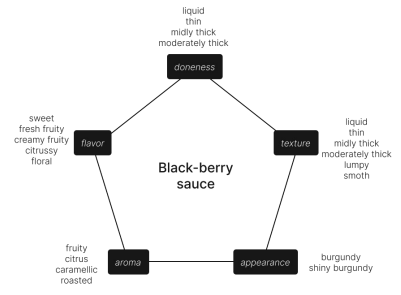 liquid
thin
midly thick
moderately thick
doneness
sweet
fresh fruity
creamy fruity
citrussy
floral
flavor
texture
liquid
thin
midly thick
moderately thick
lumpy
smoth
Black-berry
sauce
fruity
citrus
caramellic
roasted
aroma
appearance
burgundy
shiny burgundy